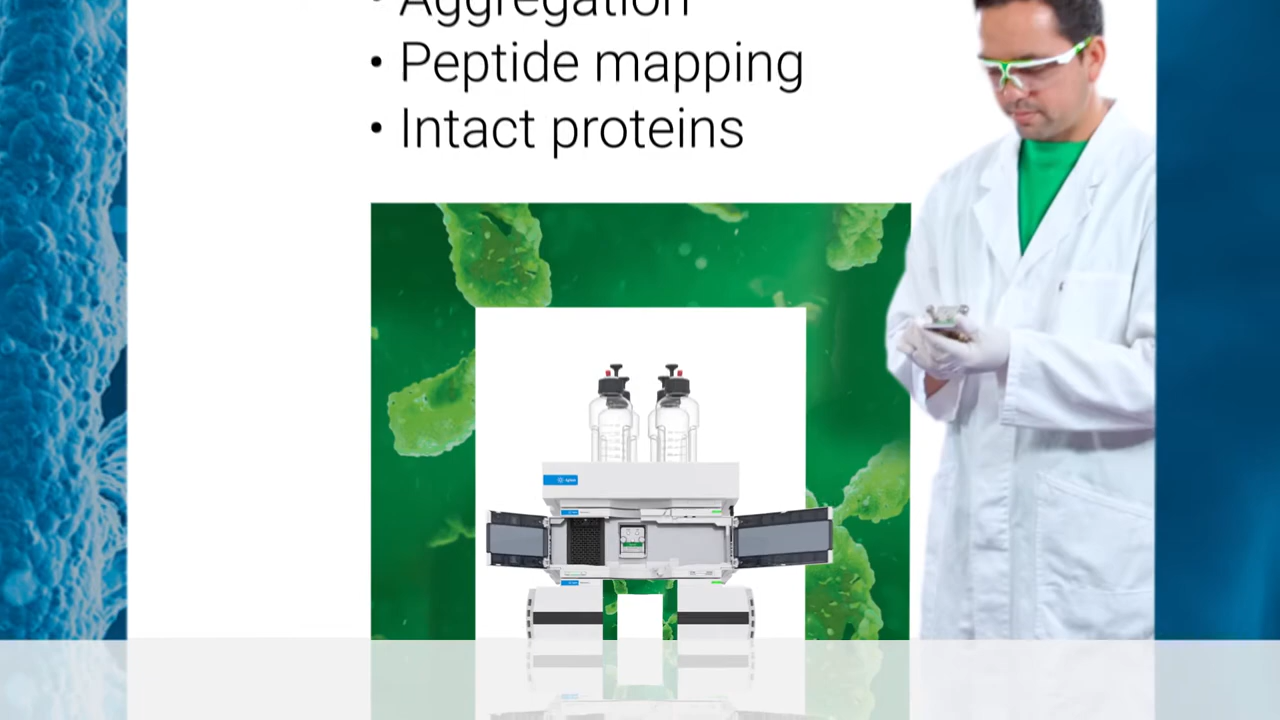 • Aggregation
• Peptide mapping
• Intact proteins